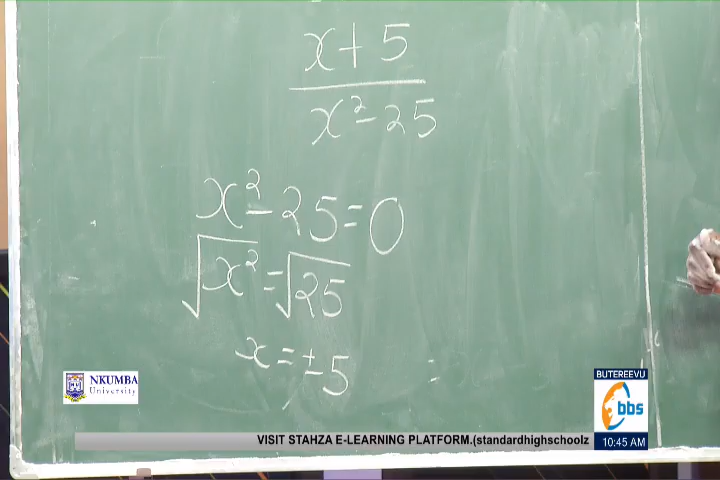 x + 5
x² - 25
x² - 25 = 0
√x² = √25
x = ± 5
=
NKUMBA
University
BUTEREEVU
bbs
10:45 AM
VISIT STAHZA E-LEARNING PLATFORM.(standardhighschoolz